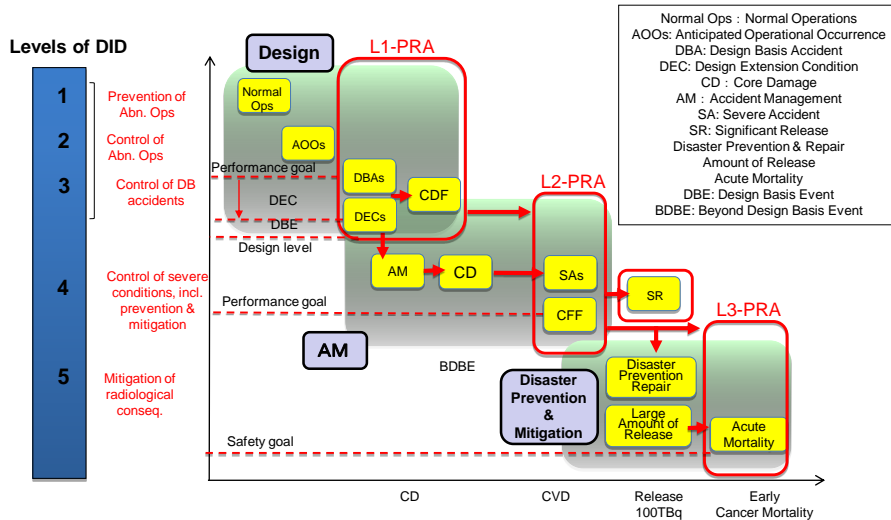 Levels of DID
1
Prevention of
Abn. Ops
2
Control of
Abn. Ops
3
Control of DB
accidents
4
Control of severe
conditions, incl.
prevention &
mitigation
5
Mitigation of
radiological
conseq.
Design
L1-PRA
Normal
Ops
AOOs
Performance goal
DBAs
CDF
DEC
DECs
DBE
Design level
L2-PRA
AM
CD
SAs
SR
Performance goal
CFF
L3-PRA
AM
BDBE
Disaster
Prevention
&
Mitigation
Disaster
Prevention
Repair
Large
Amount of
Release
Acute
Mortality
Safety goal
CD
CVD
Release
100TBq
Early
Cancer Mortality
Normal Ops : Normal Operations
AOOs: Anticipated Operational Occurrence
DBA: Design Basis Accident
DEC: Design Extension Condition
CD : Core Damage
AM : Accident Management
SA: Severe Accident
SR: Significant Release
Disaster Prevention & Repair
Amount of Release
Acute Mortality
DBE: Design Basis Event
BDBE: Beyond Design Basis Event